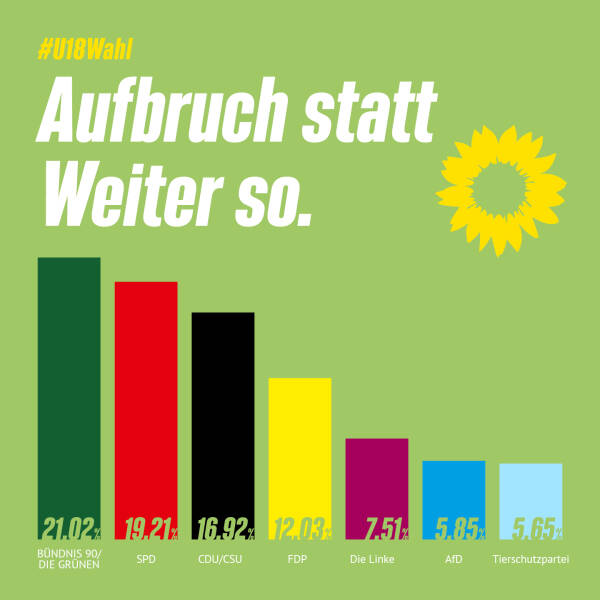 #U18Wahl
Aufbruch statt
Weiter so.
21.02% 19.21% 16.92% 12.03% 7.51% 5.85% 5.65%
BÜNDNIS 90/
DIE GRÜNEN SPD CDU/CSU FDP Die Linke AfD Tierschutzpartei